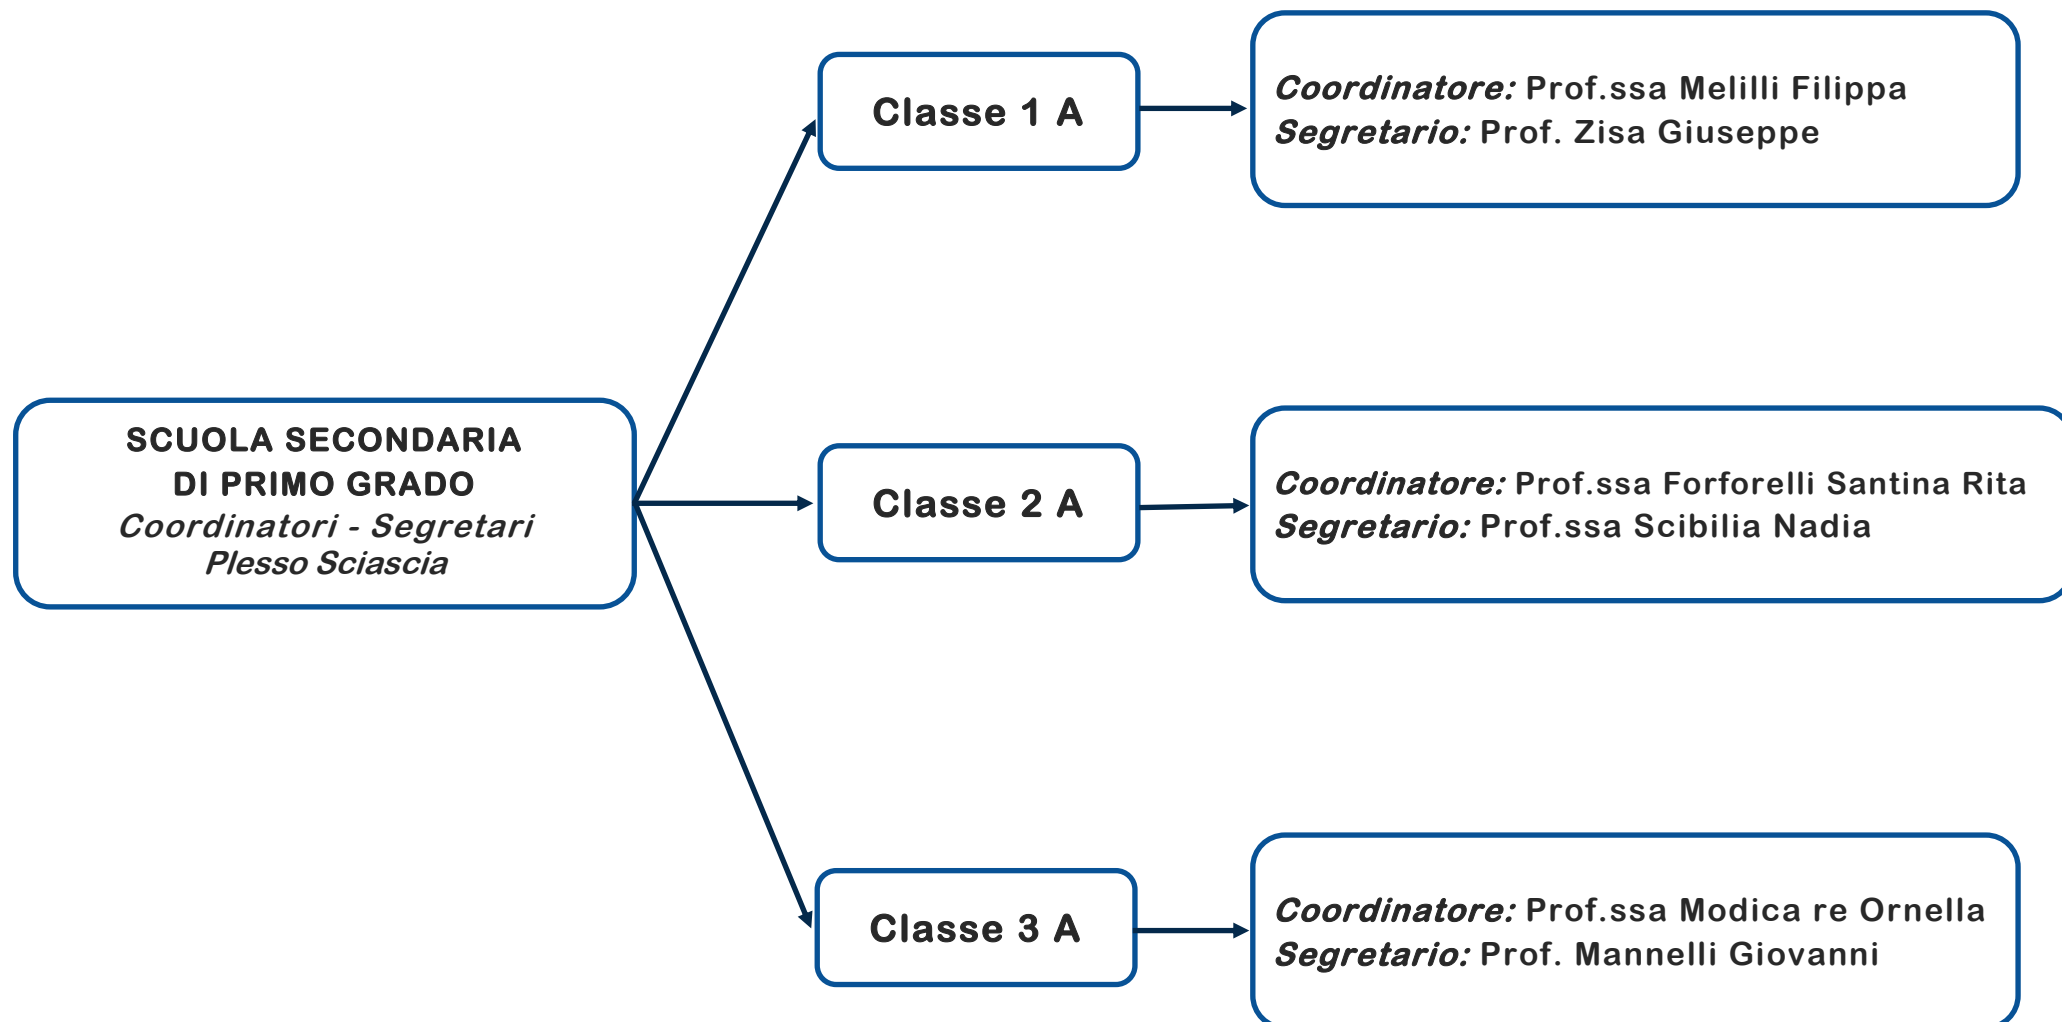 SCUOLA SECONDARIA
DI PRIMO GRADO
Coordinatori - Segretari
Plesso Sciascia
Classe 1 A
Coordinatore: Prof.ssa Melilli Filippa
Segretario: Prof. Zisa Giuseppe
Classe 2 A
Coordinatore: Prof.ssa Forforelli Santina Rita
Segretario: Prof.ssa Scibilia Nadia
Classe 3 A
Coordinatore: Prof.ssa Modica re Ornella
Segretario: Prof. Mannelli Giovanni